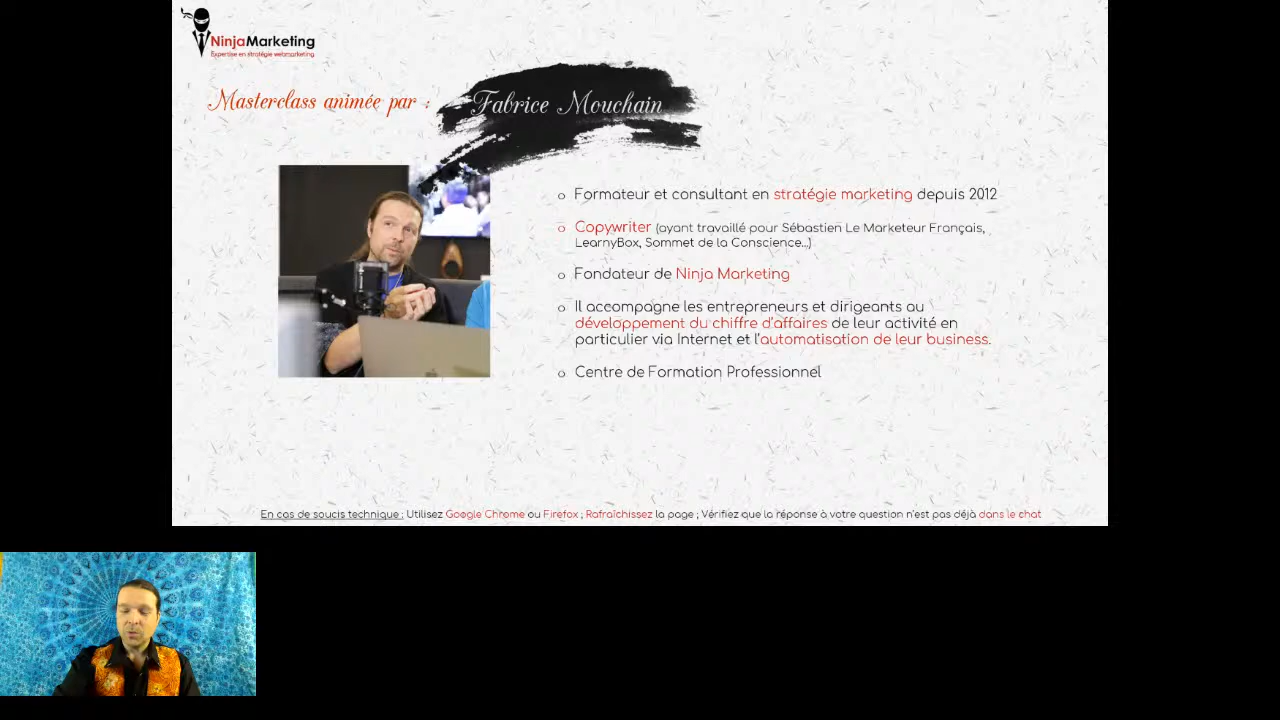 NinjaMarketing
Expertise en stratégie webmarketing
Masterclass animée par :
Fabrice Mouchain
o Formateur et consultant en stratégie marketing depuis 2012
o Copywriter (ayant travaillé pour Sébastien Le Marketeur Français,
LearnyBox, Sommet de la Conscience...)
o Fondateur de Ninja Marketing
o Il accompagne les entrepreneurs et dirigeants au
développement du chiffre d'affaires de leur activité en
particulier via Internet et l'automatisation de leur business.
o Centre de Formation Professionnel
En cas de soucis technique : Utilisez Google Chrome ou Firefox ; Rafraîchissez la page ; Vérifiez que la réponse à votre question n'est pas déjà dans le chat